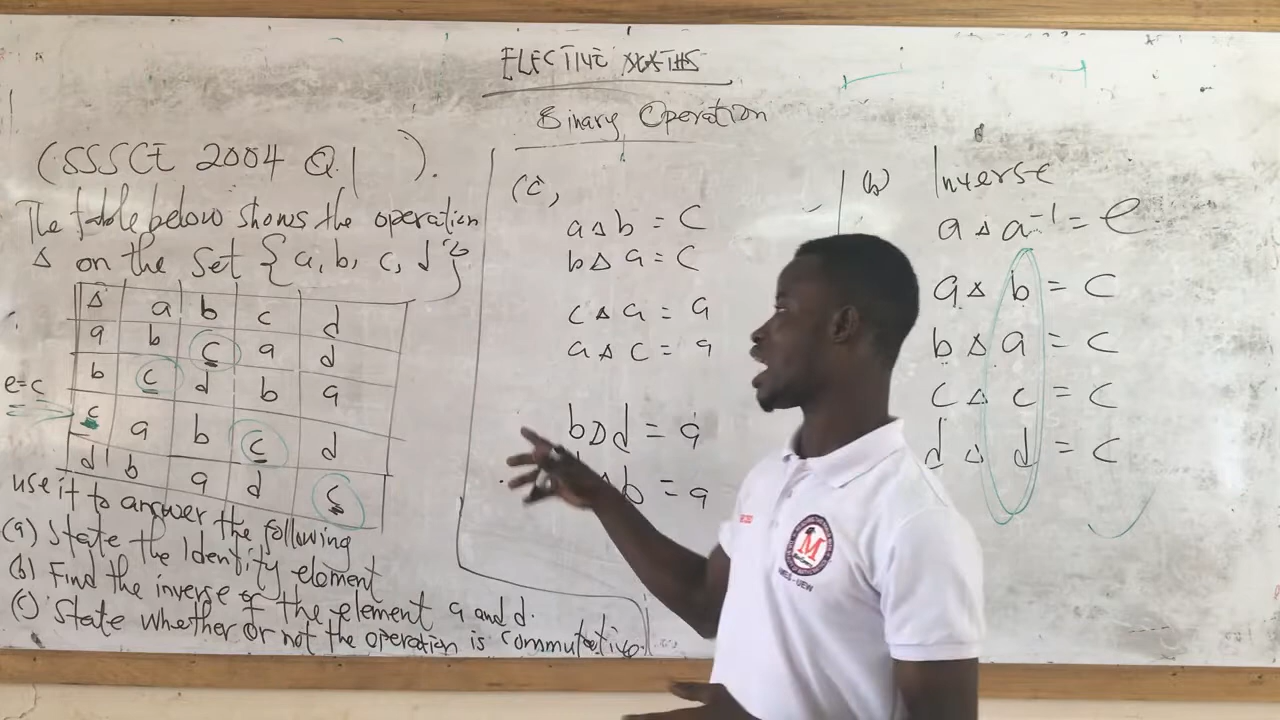 ELECTIVE MATHS
Binary Operation
(SSSCE 2004 Q1).
The table below shows the operation
Δ on the set {a, b, c, d}
Δ a b c d
a b c a d
b c d b a
c a b c d
d b a d c
e=c
use it to answer the following
(a) State the Identity element
(b) Find the inverse of the element a and d.
(c) State whether or not the operation is commutative.
(c)
a Δ b = c
b Δ a = c
c Δ a = a
a Δ c = a
b Δ d = a
Δ b = a
(b) Inverse
a Δ a⁻¹ = e
a Δ b = c
b Δ a = c
c Δ c = c
d Δ d = c
M
UEW